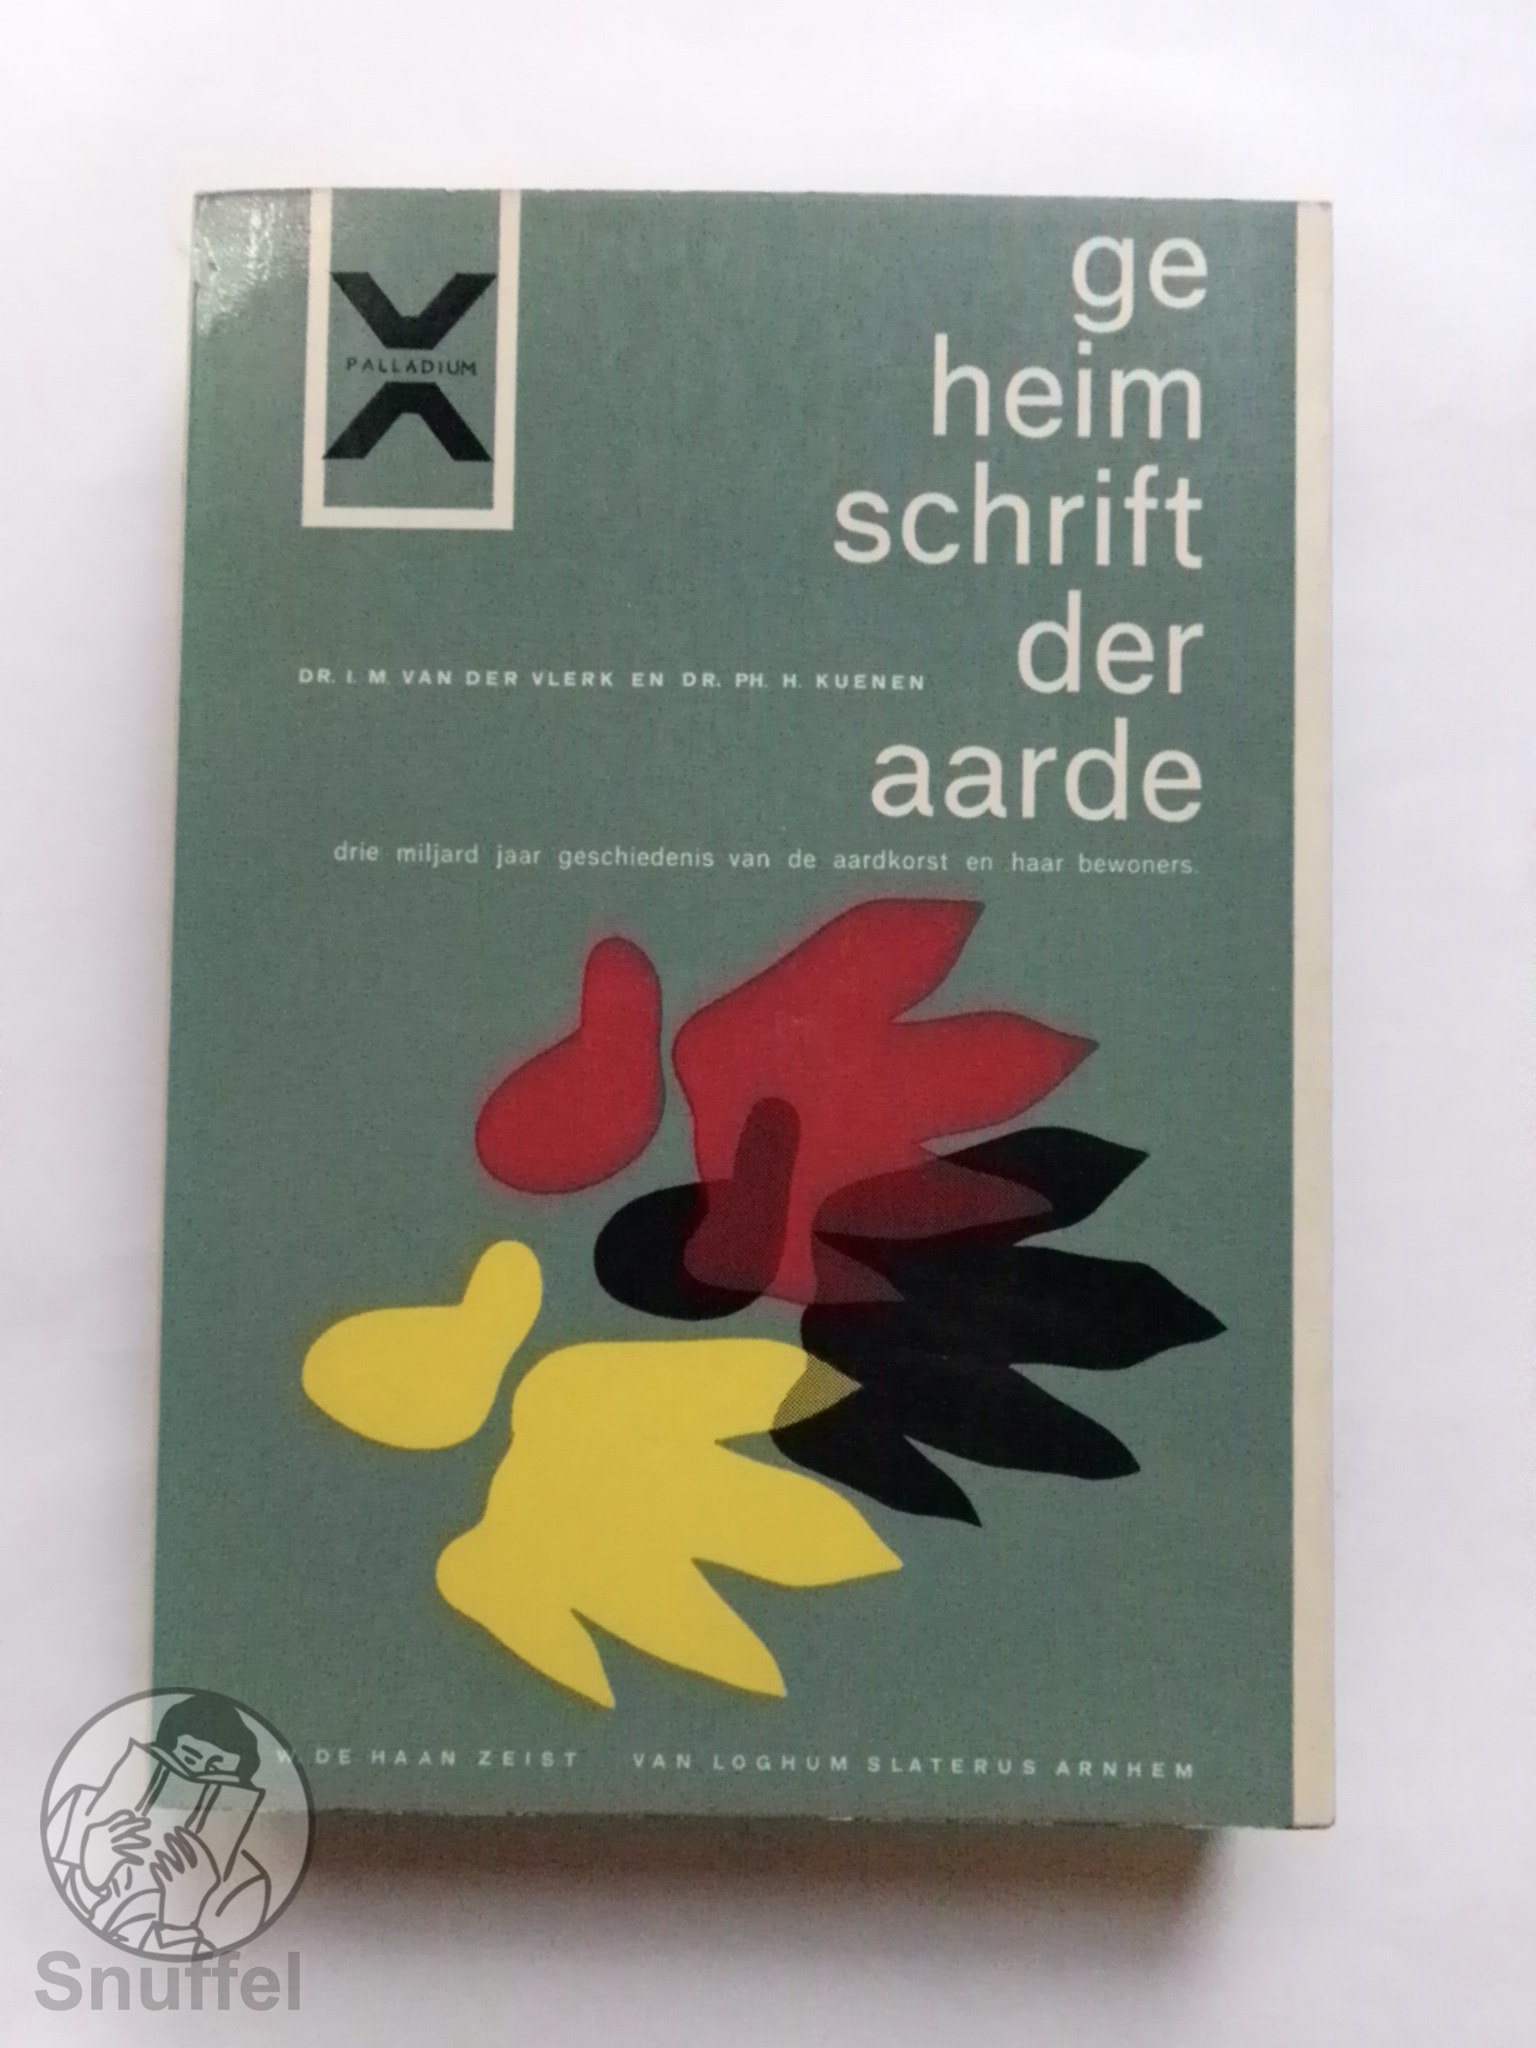 PALLADIUM
ge
heim
schrift
der
aarde
DR. I. M. VAN DER VLERK EN DR. PH. H. KUENEN
drie miljard jaar geschiedenis van de aardkorst en haar bewoners.
W. DE HAAN ZEIST VAN LOGHUM SLATERUS ARNHEM
Snuffel